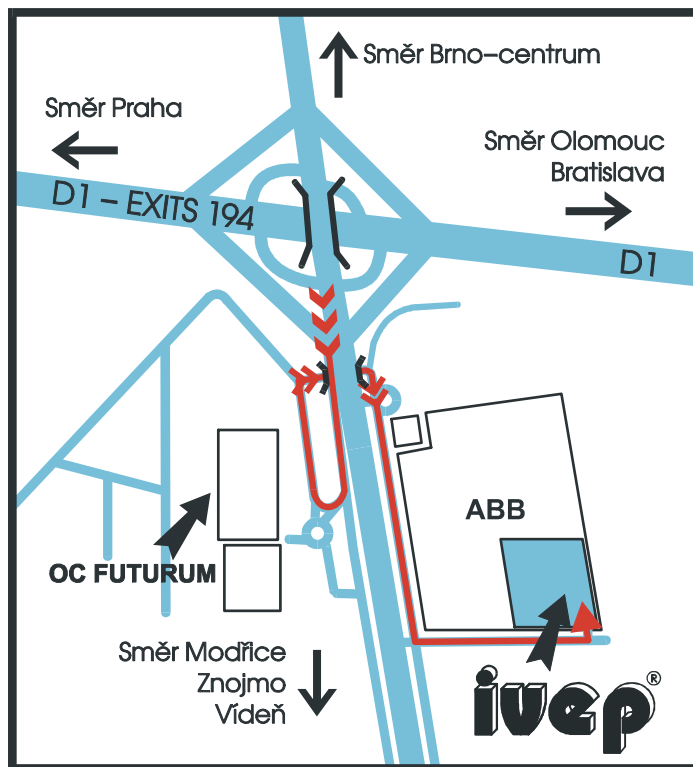 Směr Brno–centrum
Směr Praha
Směr Olomouc
Bratislava
D1 – EXITS 194
D1
ABB
OC FUTURUM
Směr Modřice
Znojmo
Vídeň
ivep®